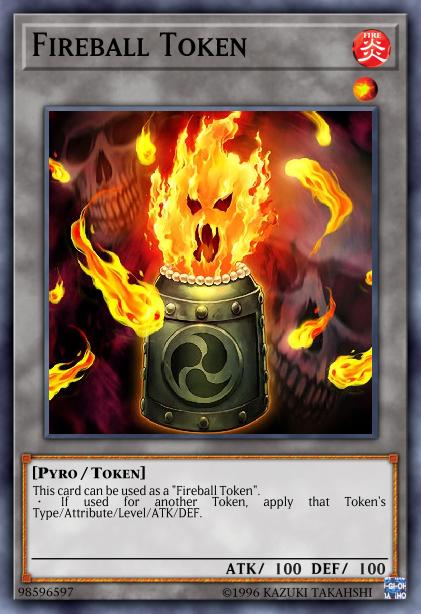 Fireball Token
FIRE
炎
[Pyro / Token]
This card can be used as a "Fireball Token".
・ If used for another Token, apply that Token's
Type/Attribute/Level/ATK/DEF.
ATK/ 100 DEF/ 100
98596597
©1996 KAZUKI TAKAHSHI